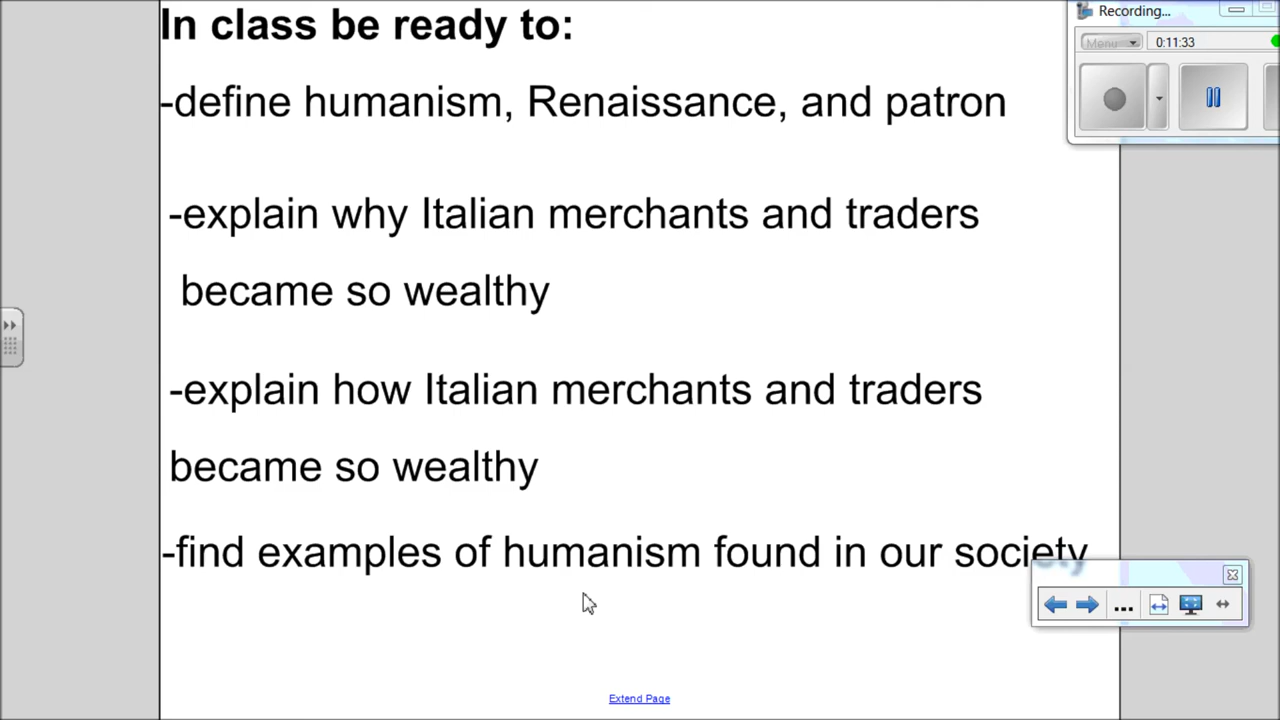 In class be ready to:
Recording...
Menu
0:11:33
-define humanism, Renaissance, and patron
-explain why Italian merchants and traders
became so wealthy
-explain how Italian merchants and traders
became so wealthy
-find examples of humanism found in our society
...
Extend Page